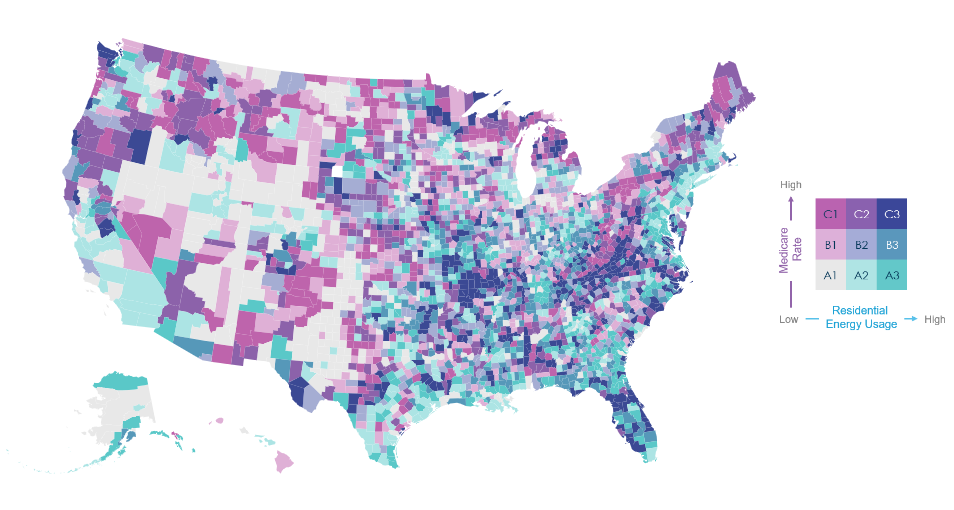 High
Medicare
Rate
C1 C2 C3
B1 B2 B3
A1 A2 A3
Low
Residential
Energy Usage
High